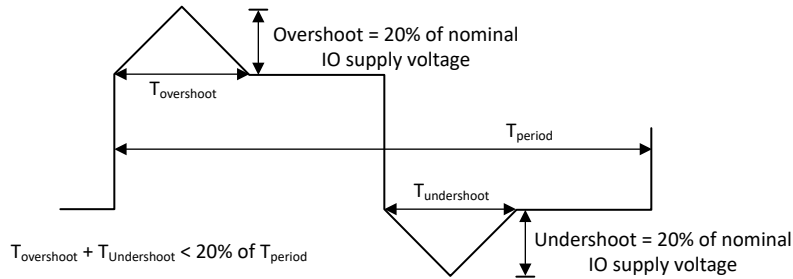 Overshoot = 20% of nominal
IO supply voltage
Tovershoot
Tperiod
Tundershoot
Tovershoot + TUndershoot < 20% of Tperiod
Undershoot = 20% of nominal
IO supply voltage